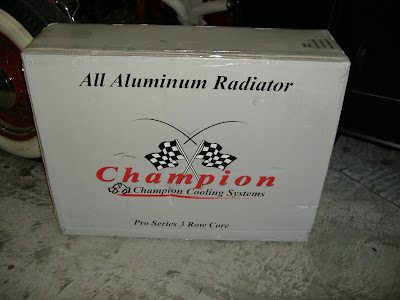 All Aluminum Radiator
Champion
Champion Cooling Systems
Pro Series 3 Row Core